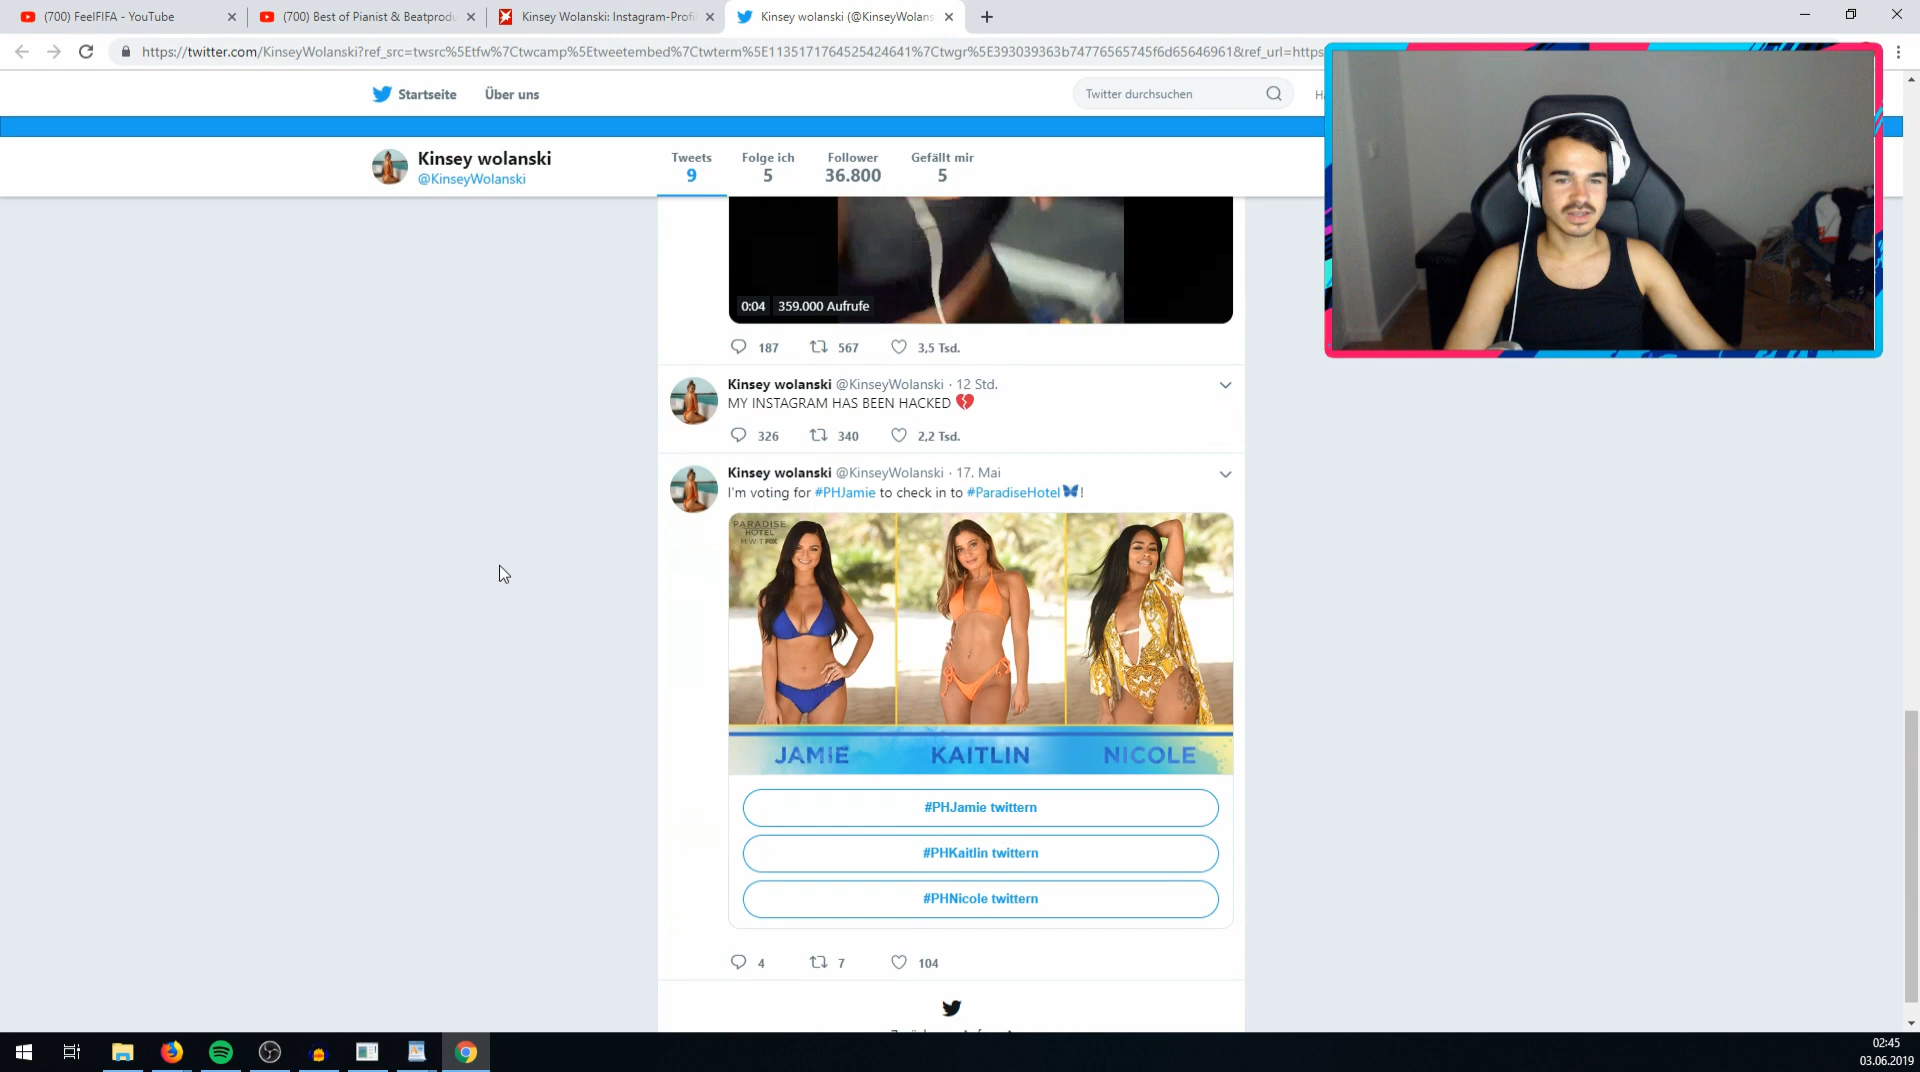 (700) FeelFIFA - YouTube
(700) Best of Pianist & Beatprodu
Kinsey Wolanski: Instagram-Profi
Kinsey wolanski (@KinseyWolans
https://twitter.com/KinseyWolanski?ref_src=twsrc%5Etfw%7Ctwcamp%5Etweetembed%7Ctwterm%5E1135171764525424641%7Ctwgr%5E393039363b74776565745f6d65646961&ref_url=https
Startseite
Über uns
Twitter durchsuchen
Kinsey wolanski
@KinseyWolanski
Tweets
9
Folge ich
5
Follower
36.800
Gefällt mir
5
0:04
359.000 Aufrufe
187
567
3,5 Tsd.
Kinsey wolanski @KinseyWolanski · 12 Std.
MY INSTAGRAM HAS BEEN HACKED 💔
326
340
2,2 Tsd.
Kinsey wolanski @KinseyWolanski · 17. Mai
I'm voting for #PHJamie to check in to #ParadiseHotel🦋!
PARADISE
HOTEL
M·W·T FOX
JAMIE
KAITLIN
NICOLE
#PHJamie twittern
#PHKaitlin twittern
#PHNicole twittern
4
7
104
02:45
03.06.2019